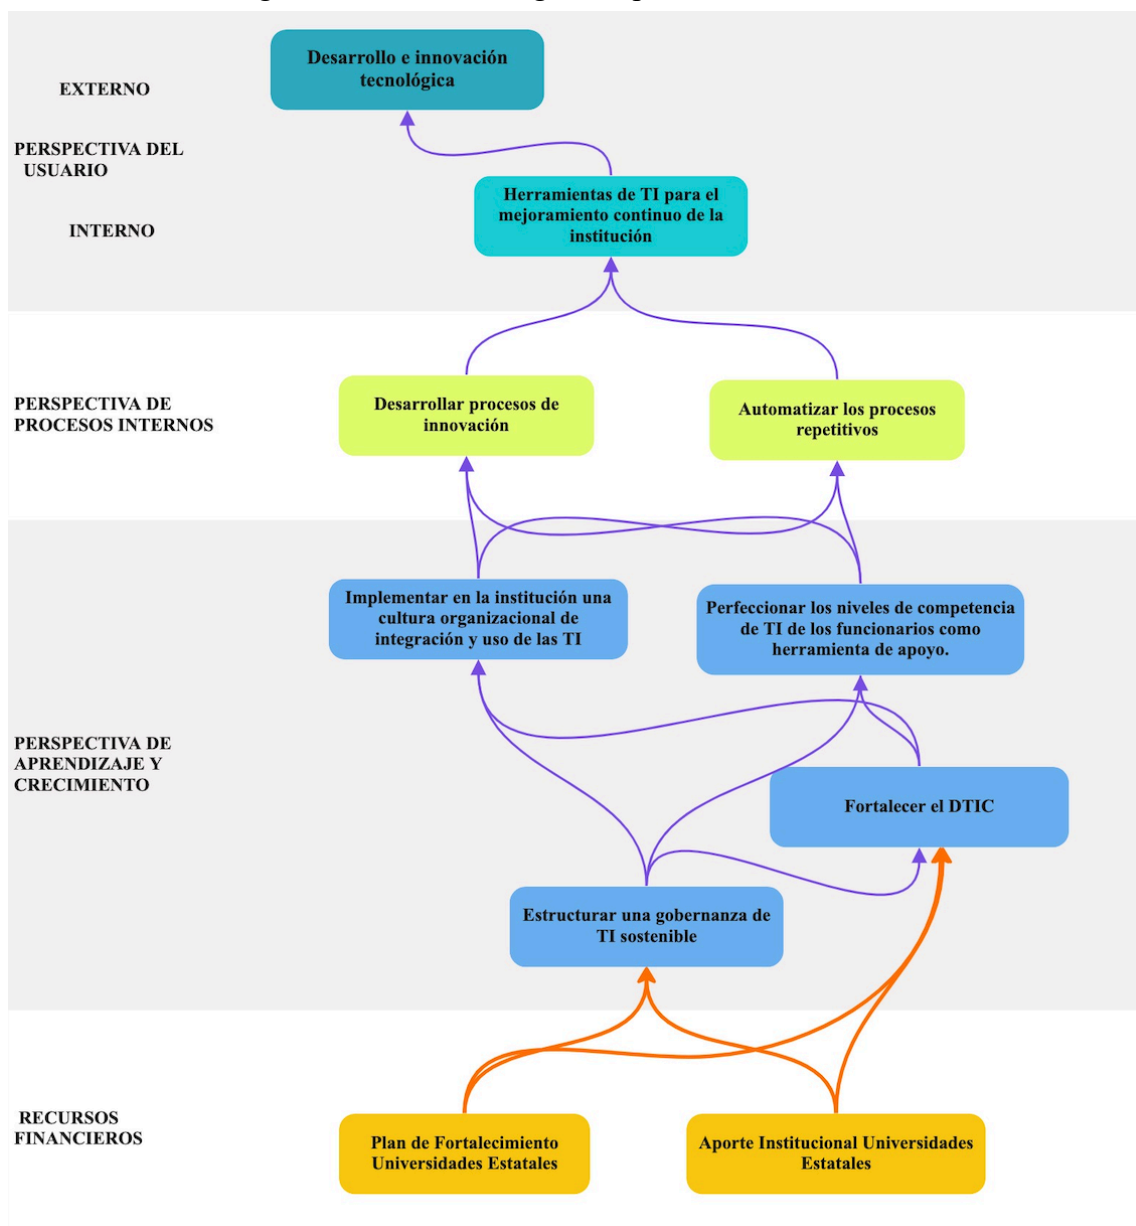 EXTERNO
Desarrollo e innovación
tecnológica
PERSPECTIVA DEL
USUARIO
INTERNO
Herramientas de TI para el
mejoramiento continuo de la
institución
PERSPECTIVA DE
PROCESOS INTERNOS
Desarrollar procesos de
innovación
Automatizar los procesos
repetitivos
Implementar en la institución una
cultura organizacional de
integración y uso de las TI
Perfeccionar los niveles de competencia
de TI de los funcionarios como
herramienta de apoyo.
PERSPECTIVA DE
APRENDIZAJE Y
CRECIMIENTO
Fortalecer el DTIC
Estructurar una gobernanza de
TI sostenible
RECURSOS
FINANCIEROS
Plan de Fortalecimiento
Universidades Estatales
Aporte Institucional Universidades
Estatales